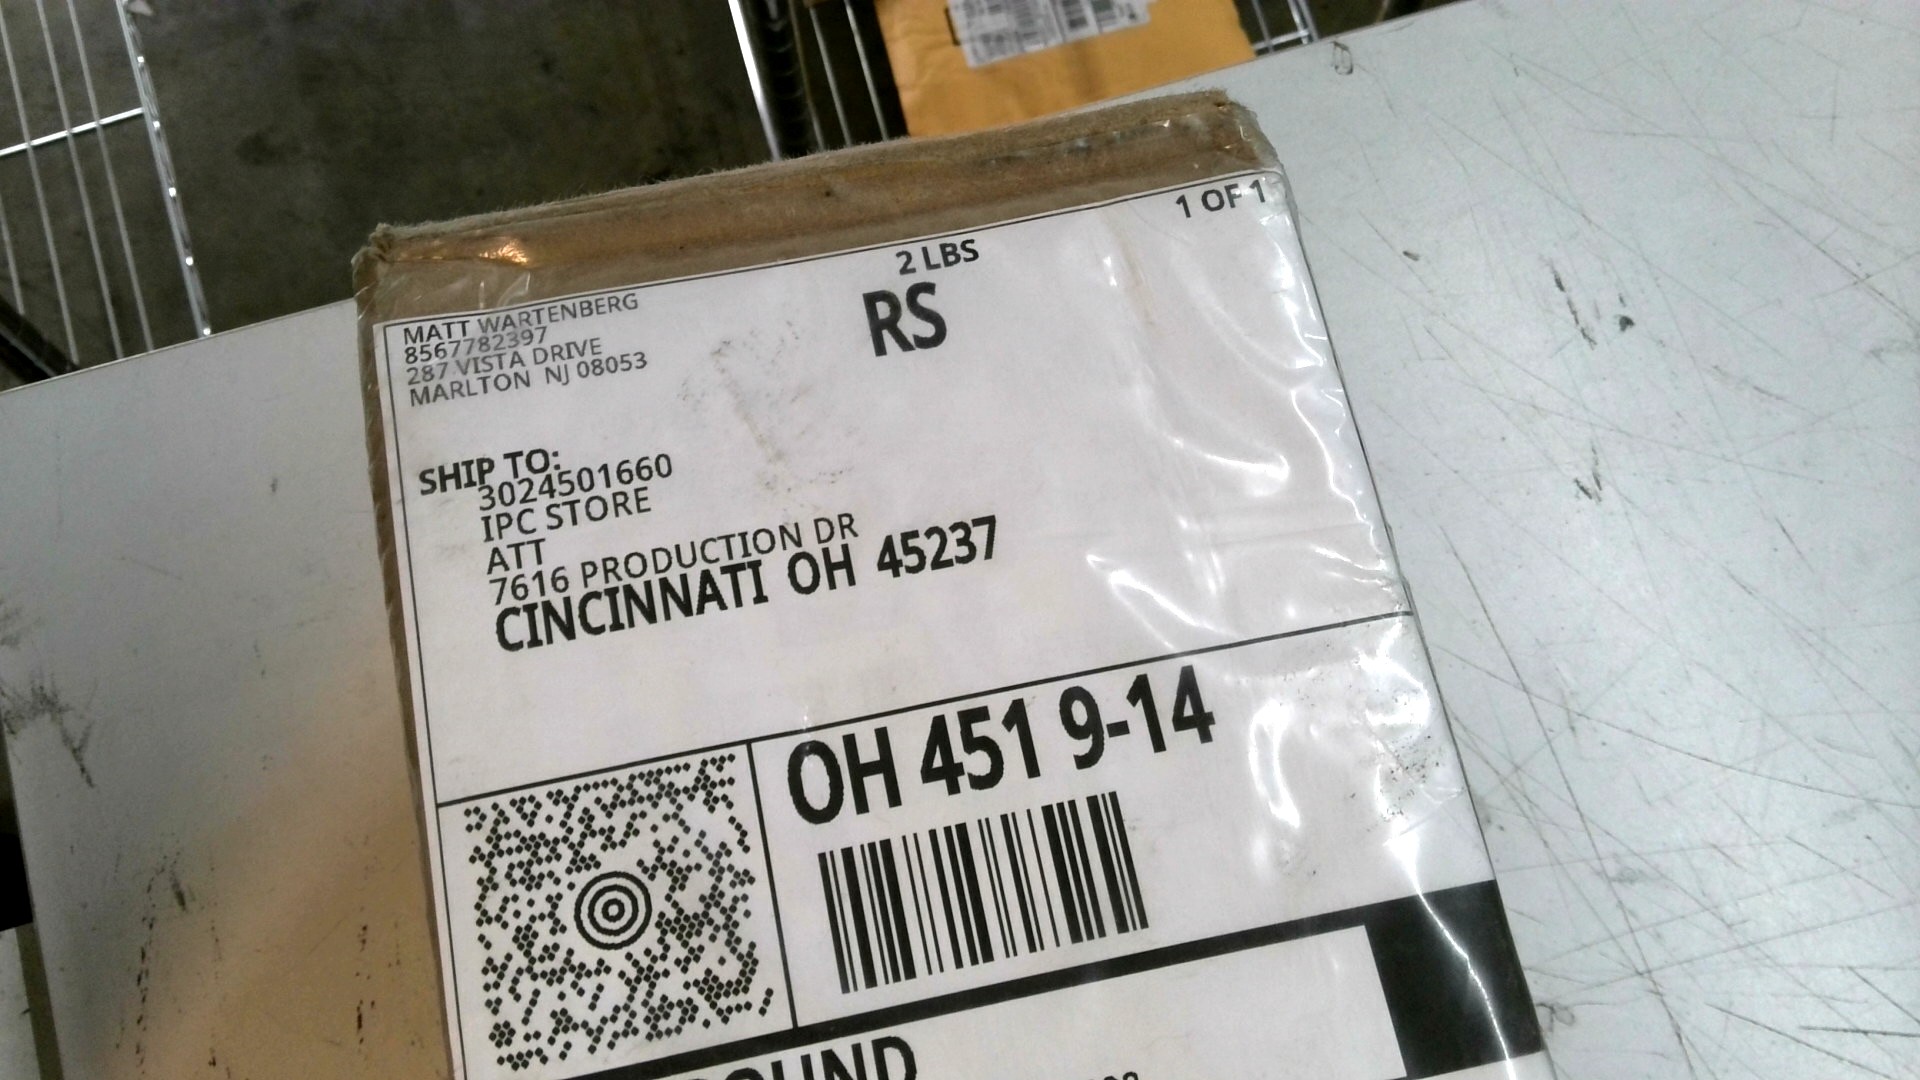 1 OF 1
2 LBS
RS
MATT WARTENBERG
8567782397
287 VISTA DRIVE
MARLTON NJ 08053
SHIP TO:
3024501660
IPC STORE
ATT
7616 PRODUCTION DR
CINCINNATI OH 45237
OH 451 9-14